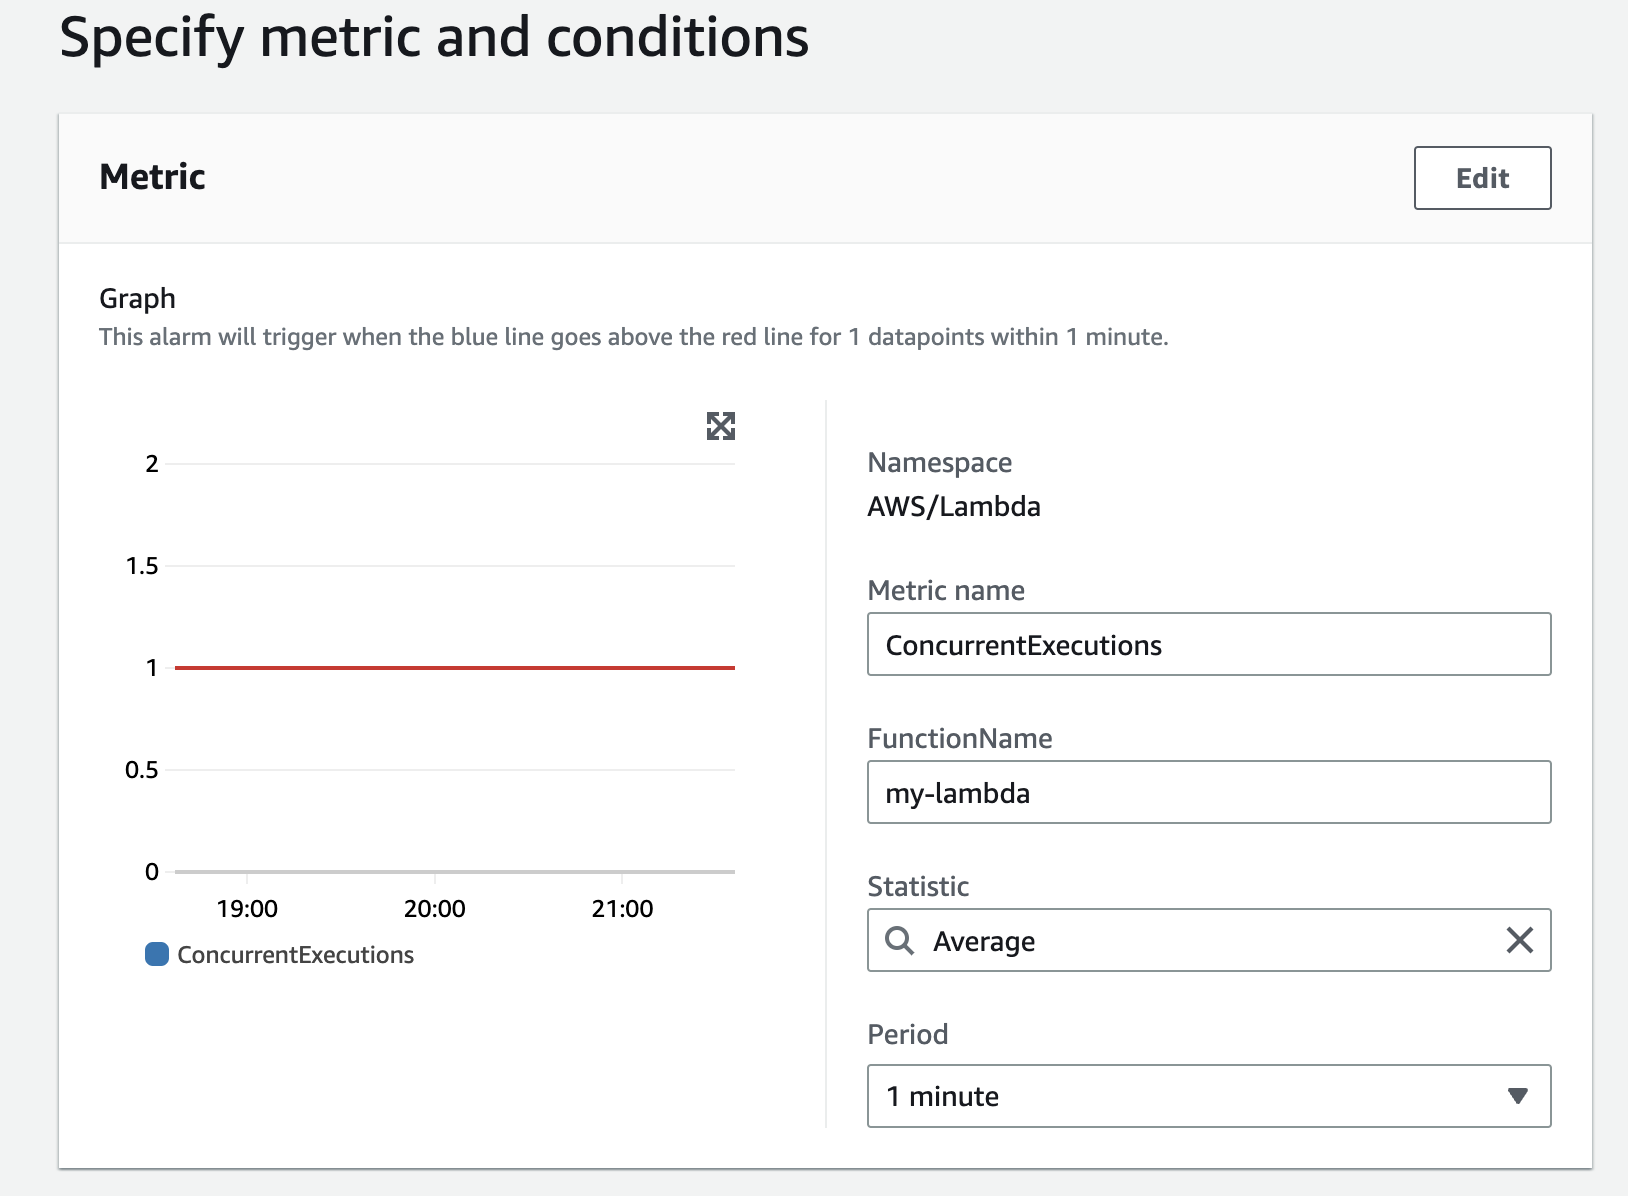 Specify metric and conditions
Metric
Edit
Graph
This alarm will trigger when the blue line goes above the red line for 1 datapoints within 1 minute.
2
1.5
1
0.5
0
19:00 20:00 21:00
ConcurrentExecutions
Namespace
AWS/Lambda
Metric name
ConcurrentExecutions
FunctionName
my-lambda
Statistic
Average
Period
1 minute